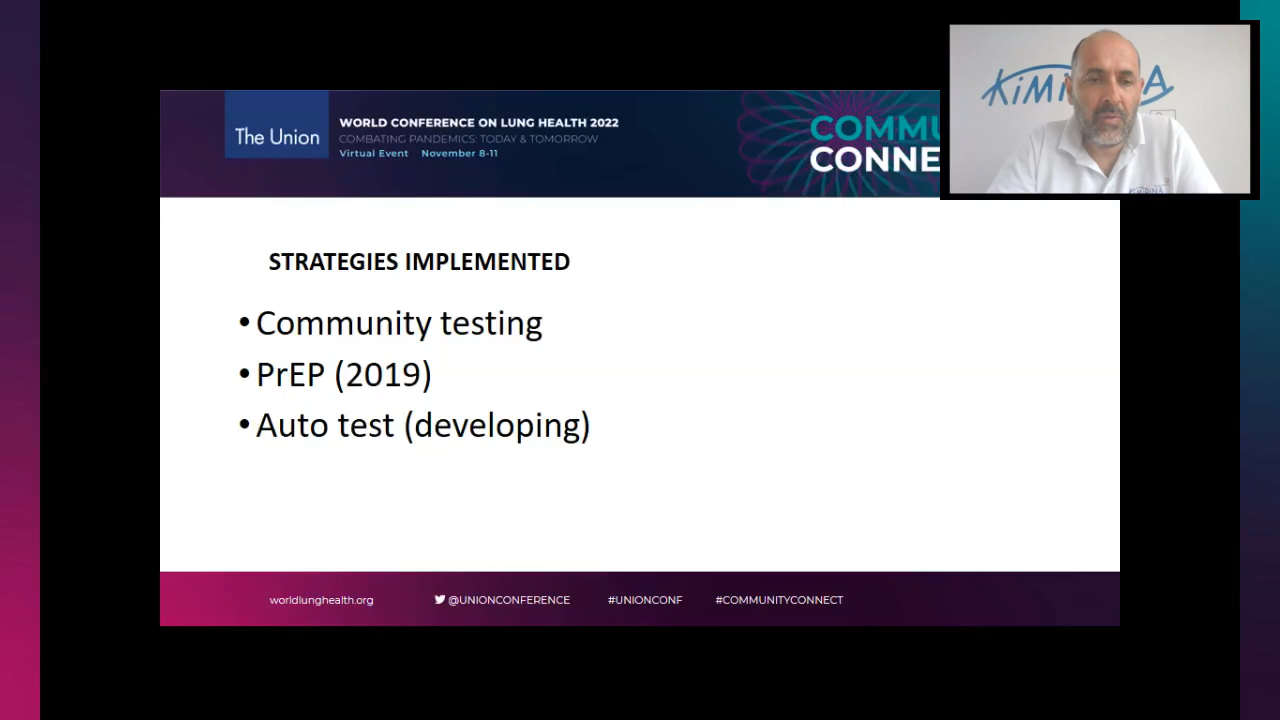 The Union
WORLD CONFERENCE ON LUNG HEALTH 2022
COMBATING PANDEMICS: TODAY & TOMORROW
Virtual Event November 8-11
COMMU
CONNE
STRATEGIES IMPLEMENTED
• Community testing
• PrEP (2019)
• Auto test (developing)
worldlunghealth.org
@UNIONCONFERENCE
#UNIONCONF
#COMMUNITYCONNECT